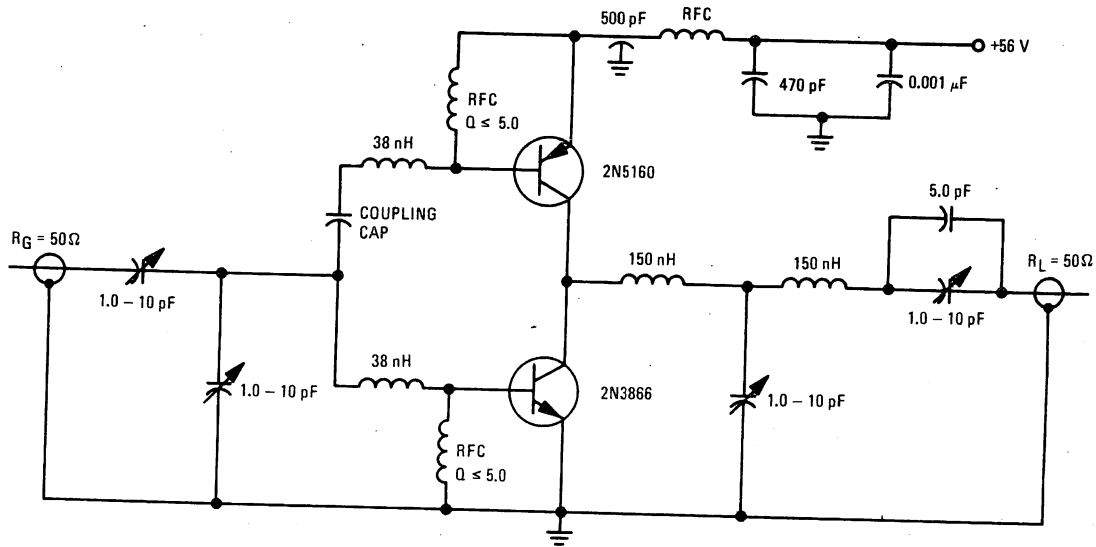 500 pF
RFC
+56 V
470 pF
0.001 μF
RFC
Q ≤ 5.0
38 nH
2N5160
COUPLING
CAP
5.0 pF
R_G = 50Ω
1.0 – 10 pF
150 nH
150 nH
R_L = 50Ω
1.0 – 10 pF
38 nH
1.0 – 10 pF
2N3866
1.0 – 10 pF
RFC
Q ≤ 5.0